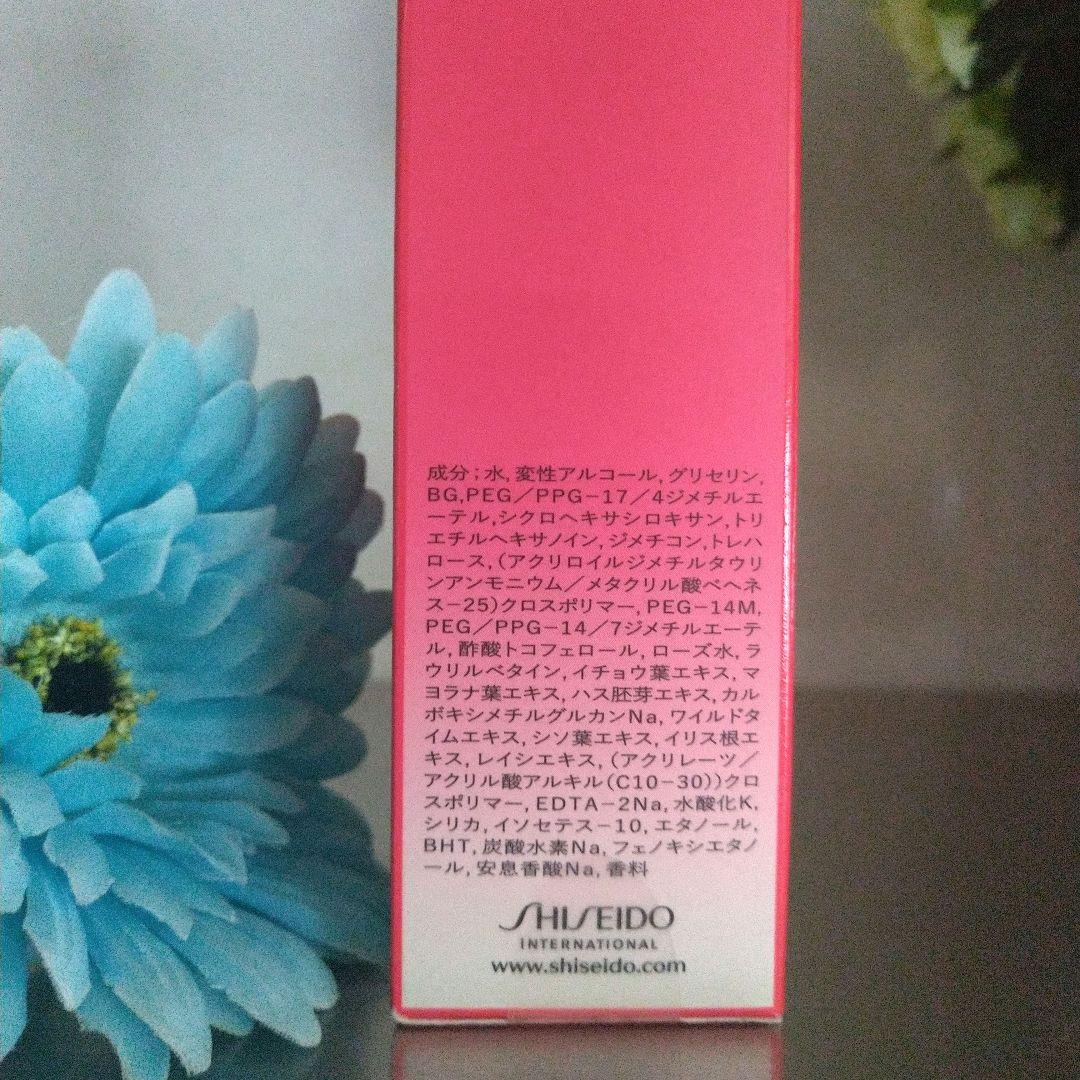 成分；水,変性アルコール,グリセリン,
BG,PEG／PPG−17／4ジメチルエ
ーテル,シクロヘキサシロキサン,トリ
エチルヘキサノイン,ジメチコン,トレハ
ロース,(アクリロイルジメチルタウリ
ンアンモニウム／メタクリル酸ベヘネ
ス−25)クロスポリマー,PEG−14M,
PEG／PPG−14／7ジメチルエーテ
ル,酢酸トコフェロール,ローズ水,ラ
ウリルベタイン,イチョウ葉エキス,マ
ヨラナ葉エキス,ハス胚芽エキス,カル
ボキシメチルグルカンNa,ワイルドタ
イムエキス,シソ葉エキス,イリス根エ
キス,レイシエキス,(アクリレーツ／
アクリル酸アルキル(C10−30))クロ
スポリマー,EDTA−2Na,水酸化K,
シリカ,イソセテス−10,エタノール,
BHT,炭酸水素Na,フェノキシエタノ
ール,安息香酸Na,香料
SHISEIDO
INTERNATIONAL
www.shiseido.com